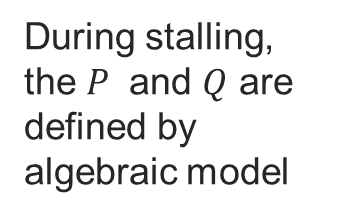 During stalling,
the P and Q are
defined by
algebraic model